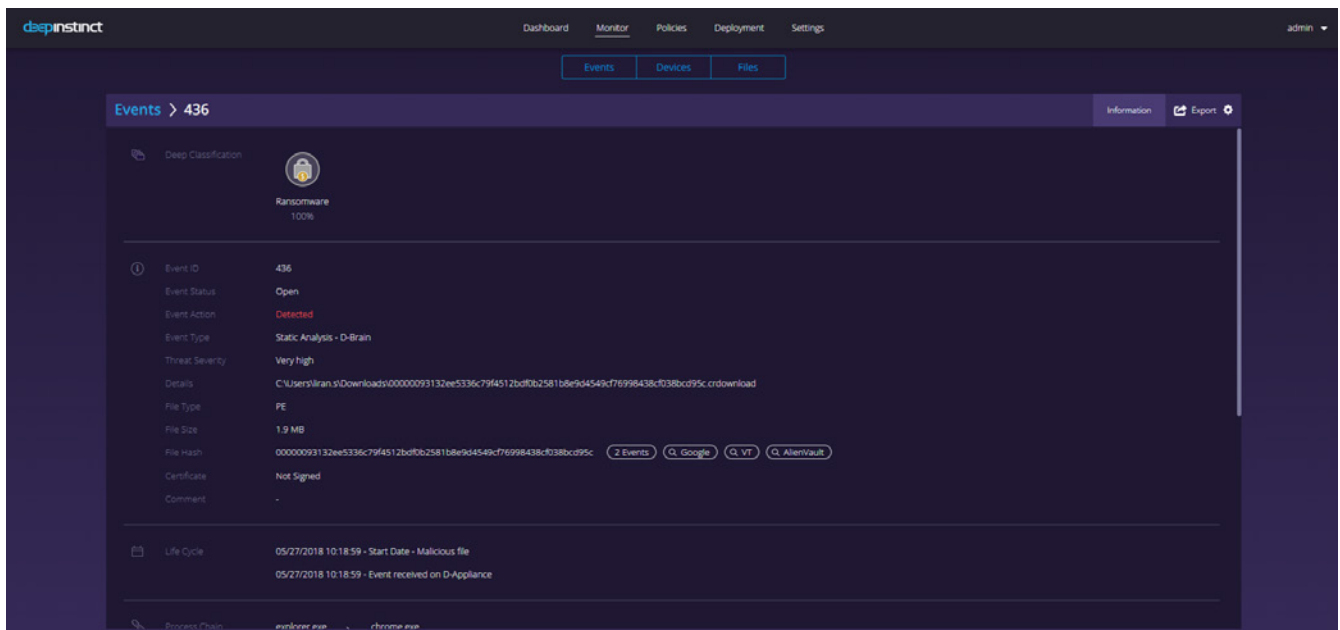 deepinstinct
Dashboard Monitor Policies Deployment Settings
admin
Events Devices Files
Events > 436
Information Export
Deep Classification
Ransomware
100%
Event ID 436
Event Status Open
Event Action Detected
Event Type Static Analysis - D-Brain
Threat Severity Very high
Details C:\Users\liran.s\Downloads\00000093132ee5336c79f4512bdf0b2581b8e9d4549cf76998438cf038bcd95c.crdownload
File Type PE
File Size 1.9 MB
File Hash 00000093132ee5336c79f4512bdf0b2581b8e9d4549cf76998438cf038bcd95c 2 Events Google VT AlienVault
Certificate Not Signed
Comment -
Life Cycle 05/27/2018 10:18:59 - Start Date - Malicious file
05/27/2018 10:18:59 - Event received on D-Appliance
Process Chain explorer.exe > chrome.exe